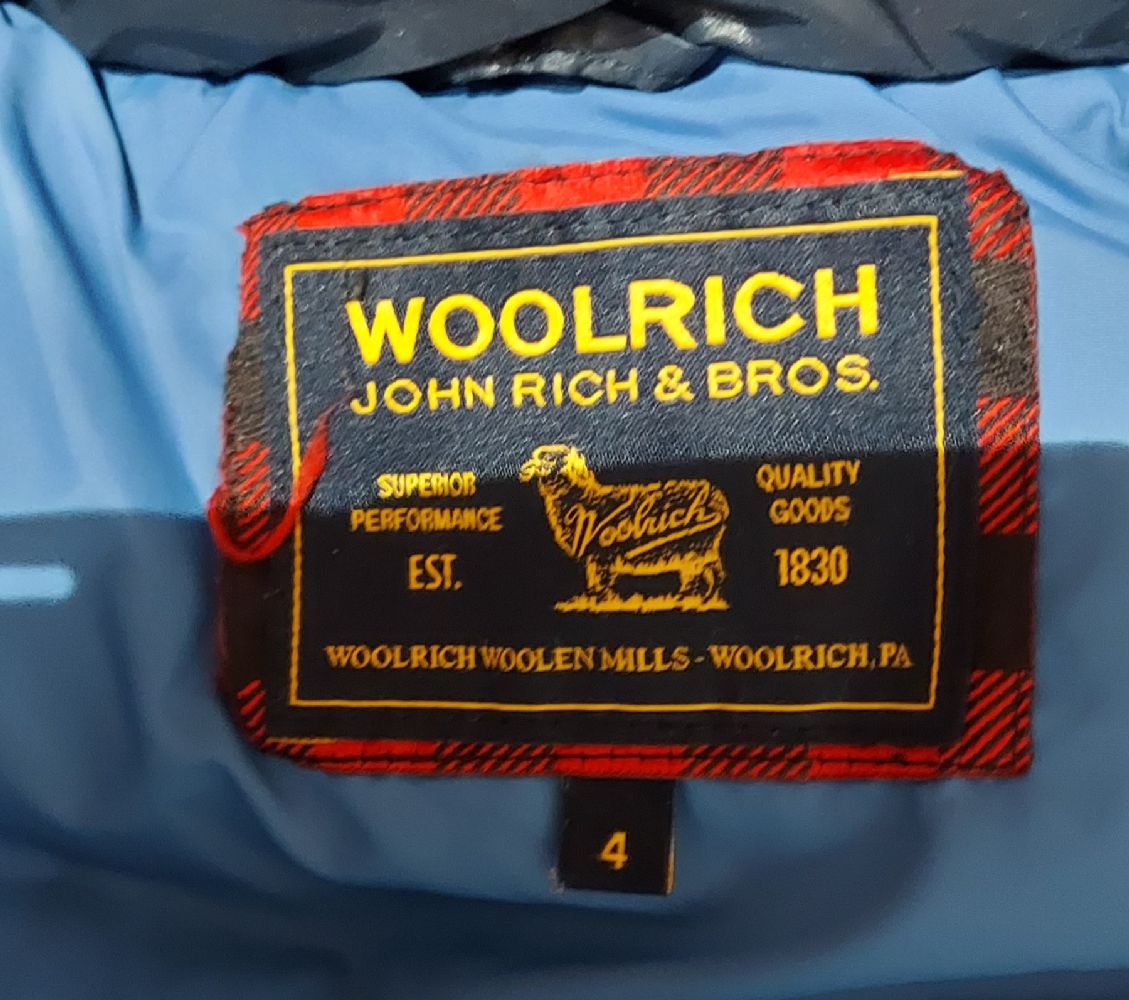 WOOLRICH
JOHN RICH & BROS.
SUPERIOR
PERFORMANCE
EST.
Woolrich
QUALITY
GOODS
1830
WOOLRICH WOOLEN MILLS - WOOLRICH, PA
4